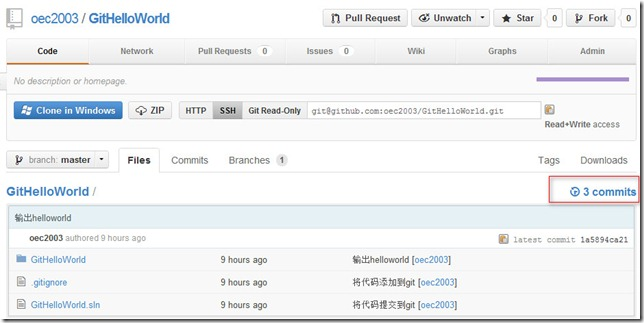 oec2003 / GitHelloWorld
Pull Request Unwatch Star 0 Fork 0
Code Network Pull Requests 0 Issues 0 Wiki Graphs Admin
No description or homepage.
Clone in Windows ZIP HTTP SSH Git Read-Only git@github.com:oec2003/GitHelloWorld.git
Read+Write access
branch: master Files Commits Branches 1 Tags Downloads
GitHelloWorld / 3 commits
输出helloworld
oec2003 authored 9 hours ago latest commit 1a5894ca21
GitHelloWorld 9 hours ago 输出helloworld [oec2003]
.gitignore 9 hours ago 将代码添加到git [oec2003]
GitHelloWorld.sln 9 hours ago 将代码提交到git [oec2003]